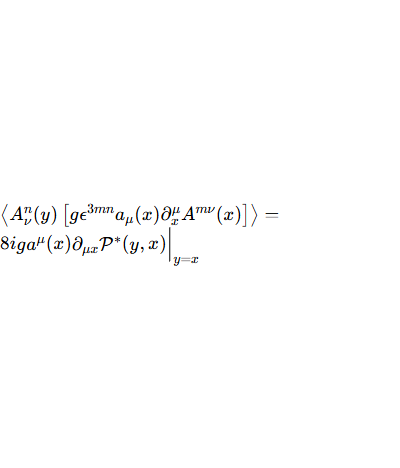 ⟨A^n_ν(y) [gϵ^{3mn}a_μ(x)∂^μ_x A^{mν}(x)]⟩ =
8iga^μ(x)∂_{μx}𝒫^*(y, x)|_{y=x}